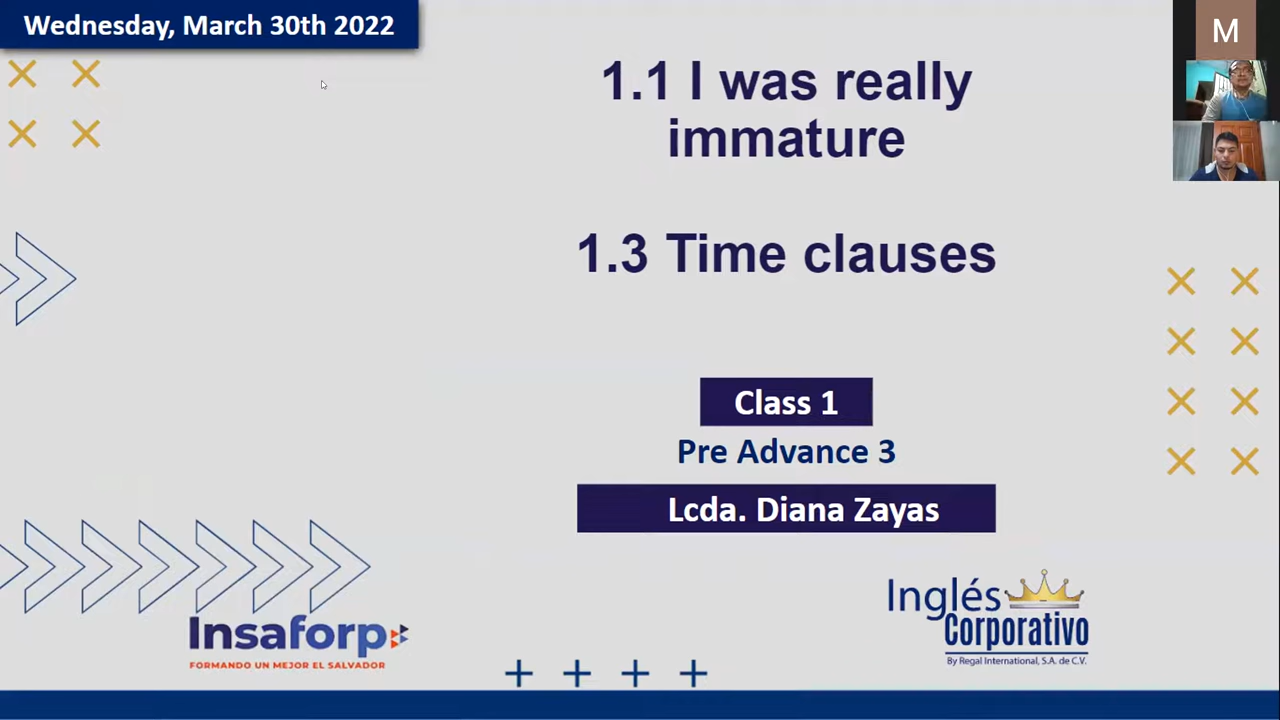 Wednesday, March 30th 2022
M
1.1 I was really
immature
1.3 Time clauses
Class 1
Pre Advance 3
Lcda. Diana Zayas
Insaforp
FORMANDO UN MEJOR EL SALVADOR
Inglés
Corporativo
By Regal International, S.A. de C.V.